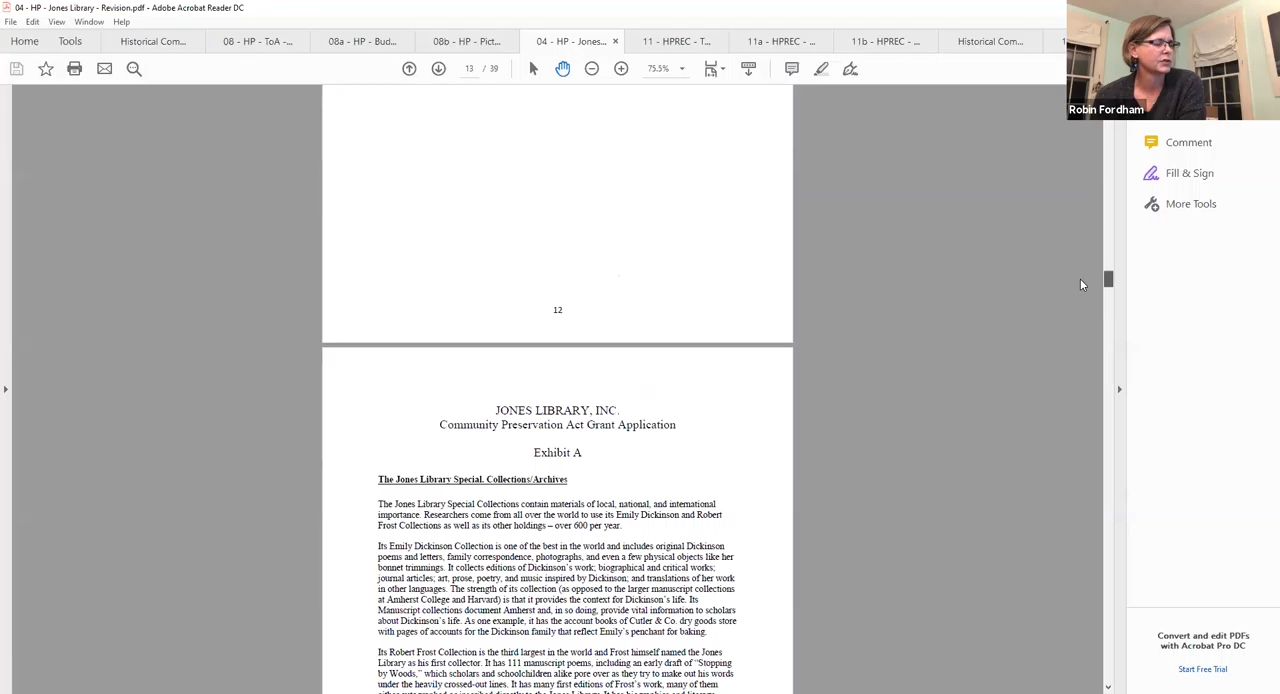 04 - HP - Jones Library - Revision.pdf - Adobe Acrobat Reader DC
File Edit View Window Help
Home Tools Historical Com... 08 - HP - ToA -... 08a - HP - Bud... 08b - HP - Pict... 04 - HP - Jones... × 11 - HPREC - T... 11a - HPREC - ... 11b - HPREC - ... Historical Com...
13 / 39 75.5%
Robin Fordham
Comment
Fill & Sign
More Tools
12
JONES LIBRARY, INC.
Community Preservation Act Grant Application
Exhibit A
The Jones Library Special. Collections/Archives
The Jones Library Special Collections contain materials of local, national, and international
importance. Researchers come from all over the world to use its Emily Dickinson and Robert
Frost Collections as well as its other holdings – over 600 per year.
Its Emily Dickinson Collection is one of the best in the world and includes original Dickinson
poems and letters, family correspondence, photographs, and even a few physical objects like her
bonnet trimmings. It collects editions of Dickinson's work; biographical and critical works;
journal articles; art, prose, poetry, and music inspired by Dickinson; and translations of her work
in other languages. The strength of its collection (as opposed to the larger manuscript collections
at Amherst College and Harvard) is that it provides the context for Dickinson's life. Its
Manuscript collections document Amherst and, in so doing, provide vital information to scholars
about Dickinson's life. As one example, it has the account books of Cutler & Co. dry goods store
with pages of accounts for the Dickinson family that reflect Emily's penchant for baking.
Its Robert Frost Collection is the third largest in the world and Frost himself named the Jones
Library as his first collector. It has 111 manuscript poems, including an early draft of "Stopping
by Woods," which scholars and schoolchildren alike pore over as they try to make out his words
under the heavily crossed-out lines. It has many first editions of Frost's work, many of them
Convert and edit PDFs
with Acrobat Pro DC
Start Free Trial